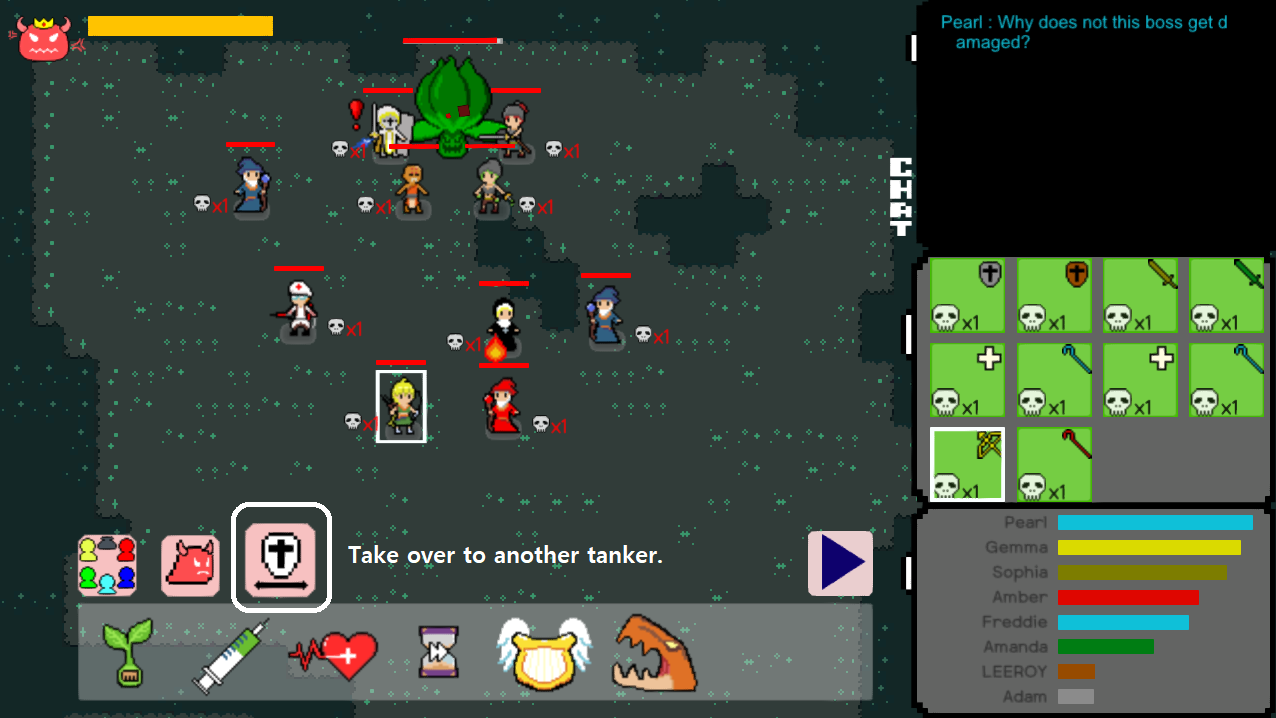 Pearl : Why does not this boss get d
amaged?
x1
x1
x1
x1
x1
x1
x1
x1
x
x1
CHAT
x1
x1
x1
x1
x1
x1
x1
x1
x1
x1
Take over to another tanker.
Pearl
Gemma
Sophia
Amber
Freddie
Amanda
LEEROY
Adam